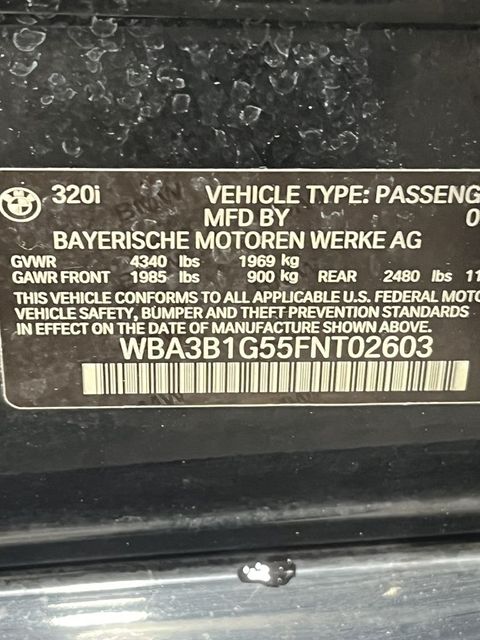 320i VEHICLE TYPE: PASSENG
MFD BY 0
BAYERISCHE MOTOREN WERKE AG
GVWR 4340 lbs 1969 kg
GAWR FRONT 1985 lbs 900 kg REAR 2480 lbs 11
THIS VEHICLE CONFORMS TO ALL APPLICABLE U.S. FEDERAL MOTO
VEHICLE SAFETY, BUMPER AND THEFT PREVENTION STANDARDS
IN EFFECT ON THE DATE OF MANUFACTURE SHOWN ABOVE.
WBA3B1G55FNT02603